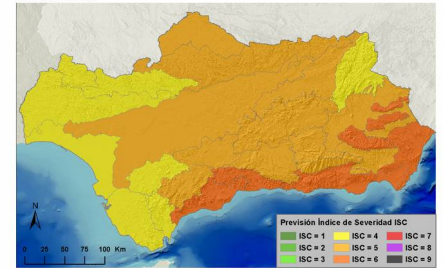 N
0 25 50 75 100 Km
Previsión Índice de Severidad ISC
ISC = 1 ISC = 4 ISC = 7
ISC = 2 ISC = 5 ISC = 8
ISC = 3 ISC = 6 ISC = 9